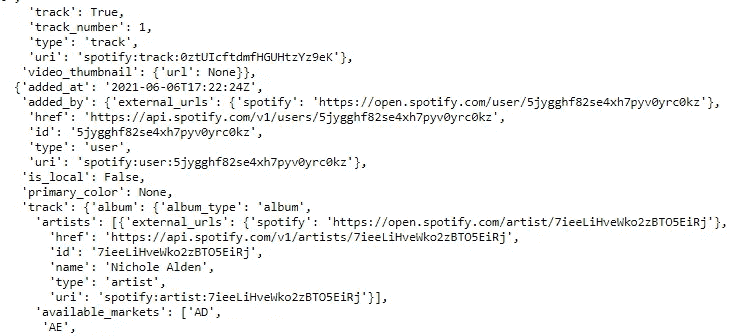 'track': True,
'track_number': 1,
'type': 'track',
'uri': 'spotify:track:0ztUIcftdmfHGUHtzYz9eK'},
'video_thumbnail': {'url': None}},
{'added_at': '2021-06-06T17:22:24Z',
'added_by': {'external_urls': {'spotify': 'https://open.spotify.com/user/5jygghf82se4xh7pyv0yrc0kz'},
'href': 'https://api.spotify.com/v1/users/5jygghf82se4xh7pyv0yrc0kz',
'id': '5jygghf82se4xh7pyv0yrc0kz',
'type': 'user',
'uri': 'spotify:user:5jygghf82se4xh7pyv0yrc0kz'},
'is_local': False,
'primary_color': None,
'track': {'album': {'album_type': 'album',
'artists': [{'external_urls': {'spotify': 'https://open.spotify.com/artist/7ieeLiHveWko2zBTO5EiRj'},
'href': 'https://api.spotify.com/v1/artists/7ieeLiHveWko2zBTO5EiRj',
'id': '7ieeLiHveWko2zBTO5EiRj',
'name': 'Nichole Alden',
'type': 'artist',
'uri': 'spotify:artist:7ieeLiHveWko2zBTO5EiRj'}],
'available_markets': ['AD',
'AE',